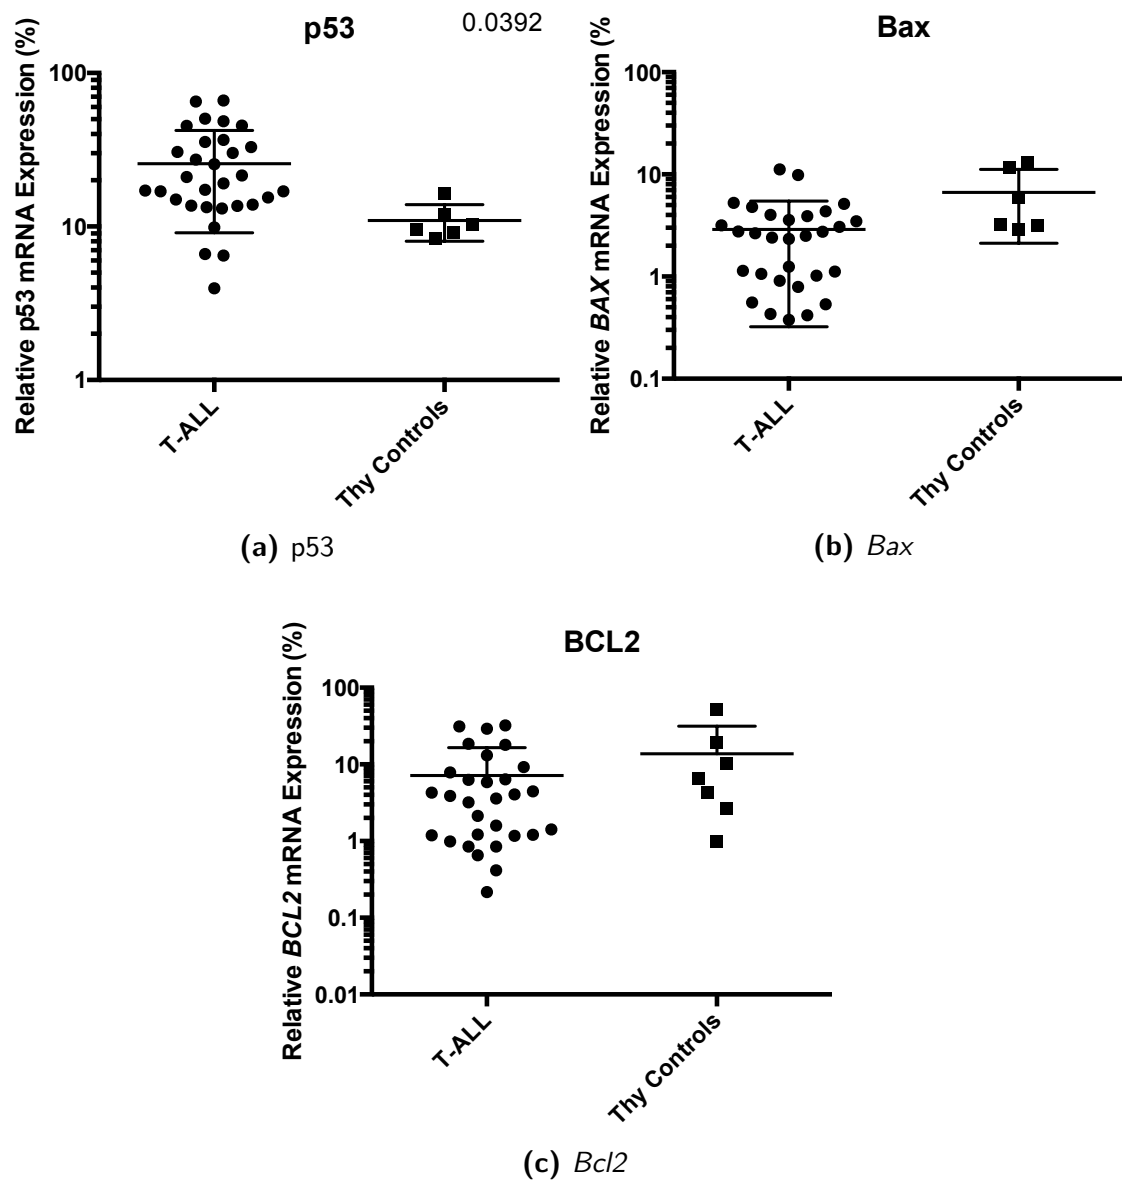 p53
0.0392
Relative p53 mRNA Expression (%)
100
10
1
T-ALL
Thy Controls
(a) p53
Bax
Relative BAX mRNA Expression (%
100
10
1
0.1
T-ALL
Thy Controls
(b) Bax
BCL2
Relative BCL2 mRNA Expression (%)
100
10
1
0.1
0.01
T-ALL
Thy Controls
(c) Bcl2